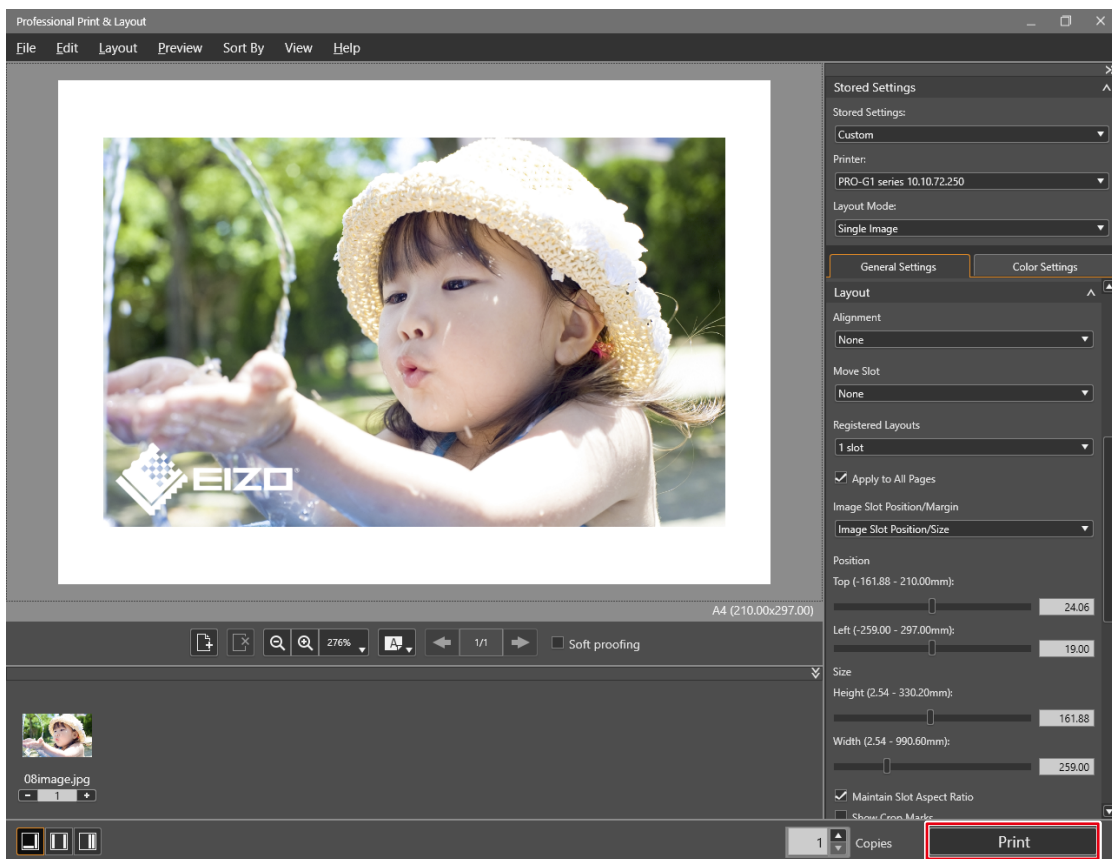 Professional Print & Layout
File Edit Layout Preview Sort By View Help
EIZO
A4 (210.00x297.00)
276%
A
1/1
Soft proofing
08image.jpg
- 1 +
Stored Settings
Stored Settings:
Custom
Printer:
PRO-G1 series 10.10.72.250
Layout Mode:
Single Image
General Settings Color Settings
Layout
Alignment
None
Move Slot
None
Registered Layouts
1 slot
Apply to All Pages
Image Slot Position/Margin
Image Slot Position/Size
Position
Top (-161.88 - 210.00mm):
24.06
Left (-259.00 - 297.00mm):
19.00
Size
Height (2.54 - 330.20mm):
161.88
Width (2.54 - 990.60mm):
259.00
Maintain Slot Aspect Ratio
Show Crop Marks
1 Copies Print